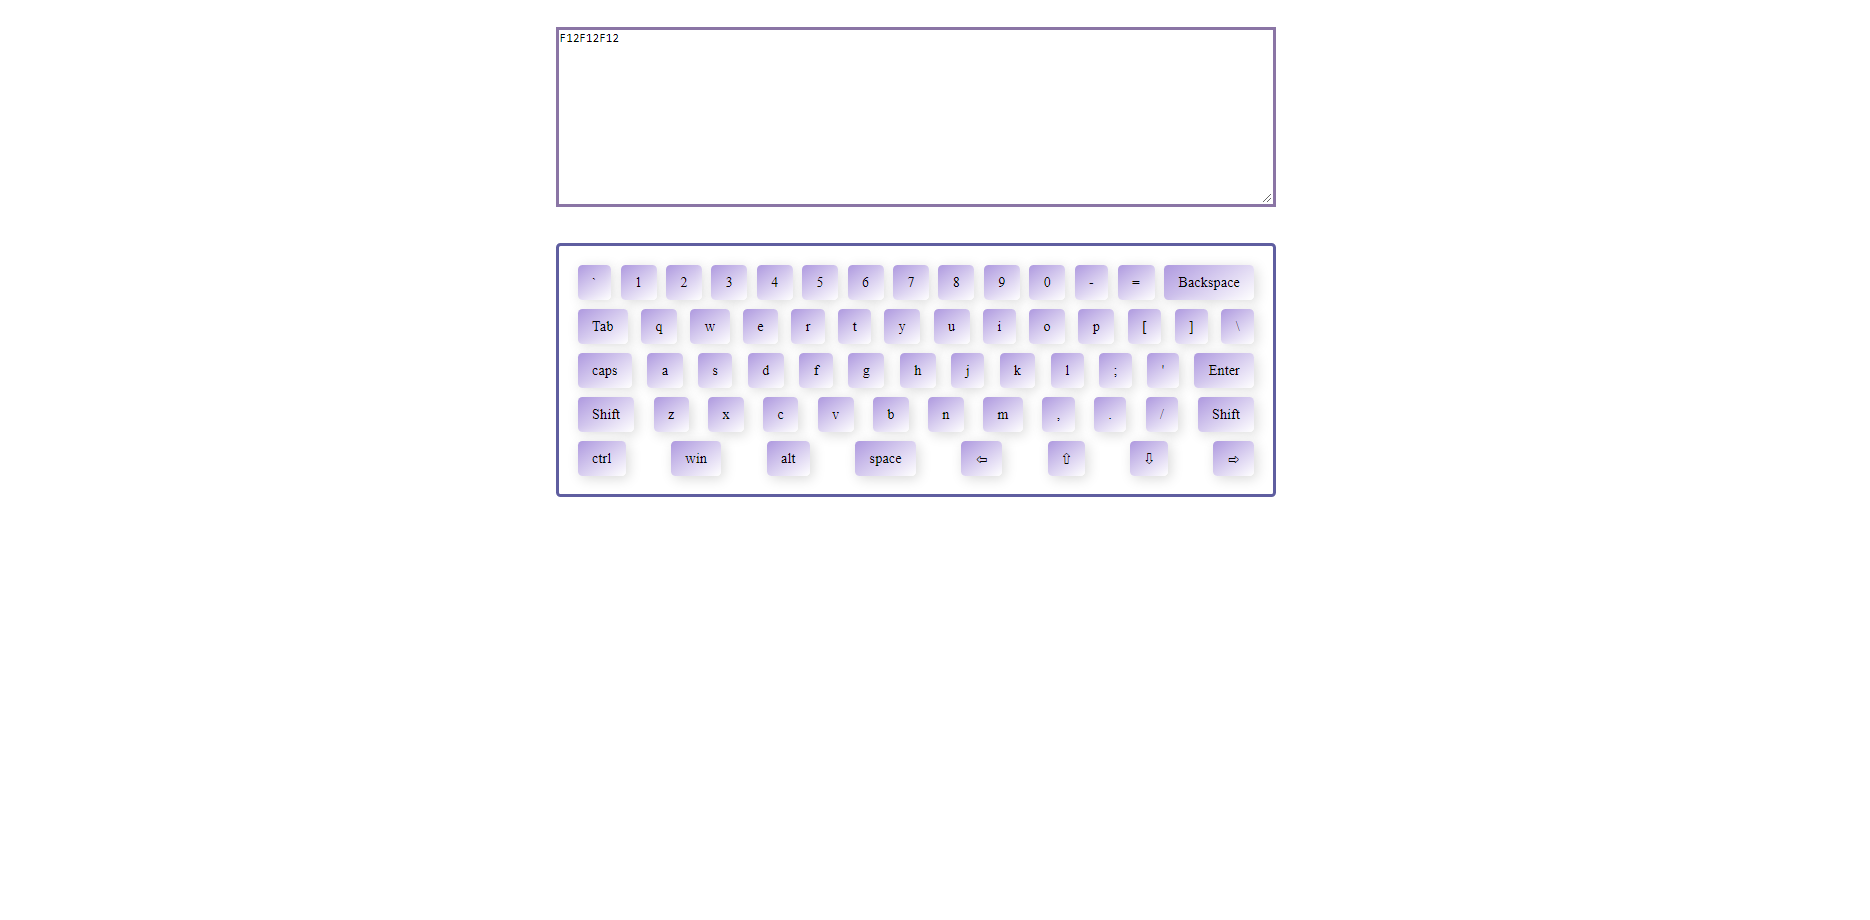 F12F12F12
` 1 2 3 4 5 6 7 8 9 0 - = Backspace
Tab q w e r t y u i o p [ ] \
caps a s d f g h j k l ; ' Enter
Shift z x c v b n m , . / Shift
ctrl win alt space ⇦ ⇧ ⇩ ⇨